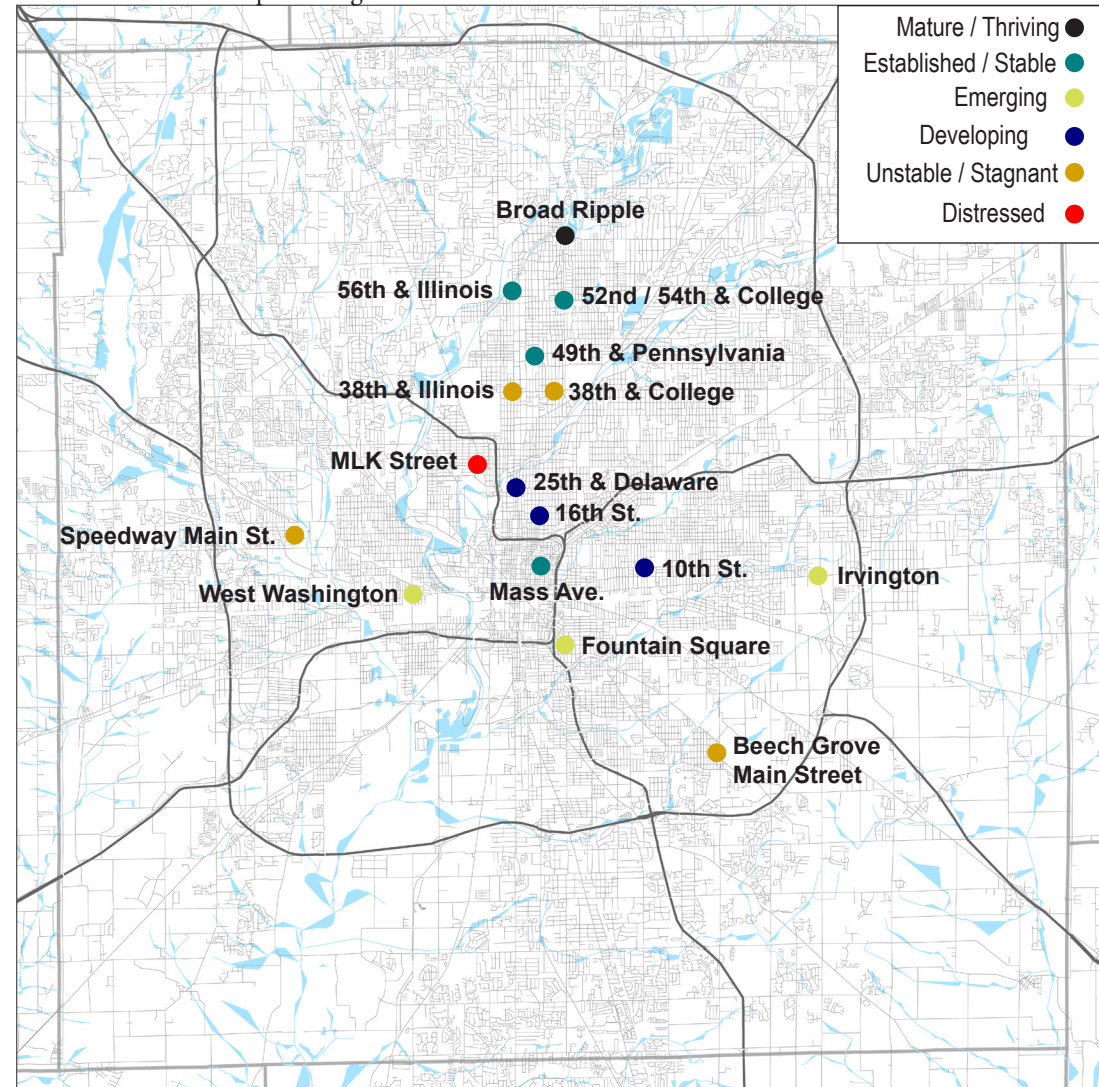 Mature / Thriving
Established / Stable
Emerging
Developing
Unstable / Stagnant
Distressed
Broad Ripple
56th & Illinois
52nd / 54th & College
49th & Pennsylvania
38th & Illinois
38th & College
MLK Street
25th & Delaware
16th St.
Speedway Main St.
10th St.
Irvington
West Washington
Mass Ave.
Fountain Square
Beech Grove
Main Street